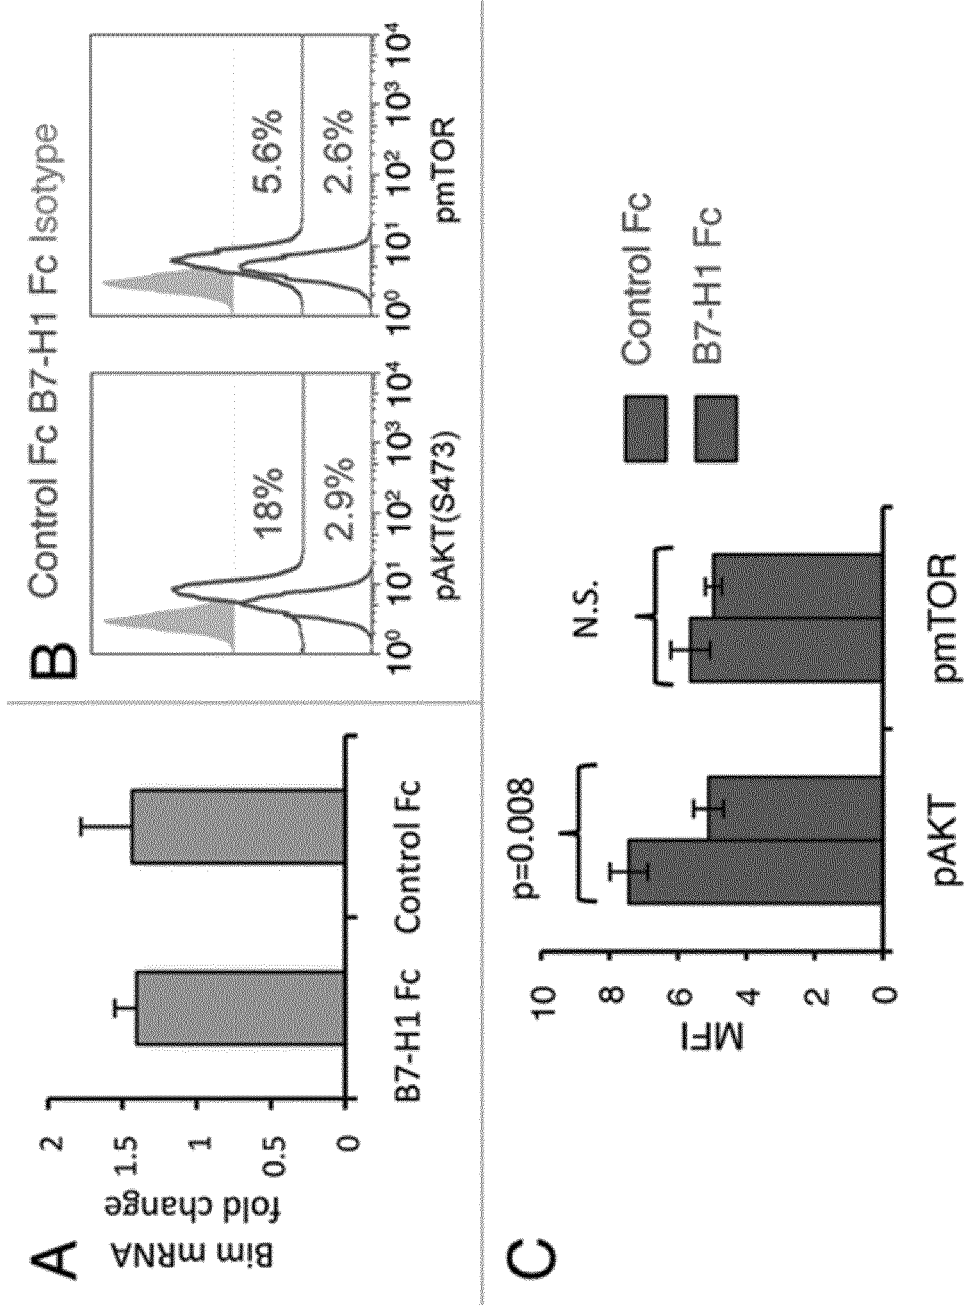 A
Bim mRNA
fold change
2
1.5
1
0.5
0
B7-H1 Fc
Control Fc
B
Control Fc B7-H1 Fc Isotype
18%
2.9%
10⁰ 10¹ 10² 10³ 10⁴
pAKT(S473)
5.6%
2.6%
10⁰ 10¹ 10² 10³ 10⁴
pmTOR
C
MFI
10
8
6
4
2
0
p=0.008
N.S.
pAKT
pmTOR
Control Fc
B7-H1 Fc